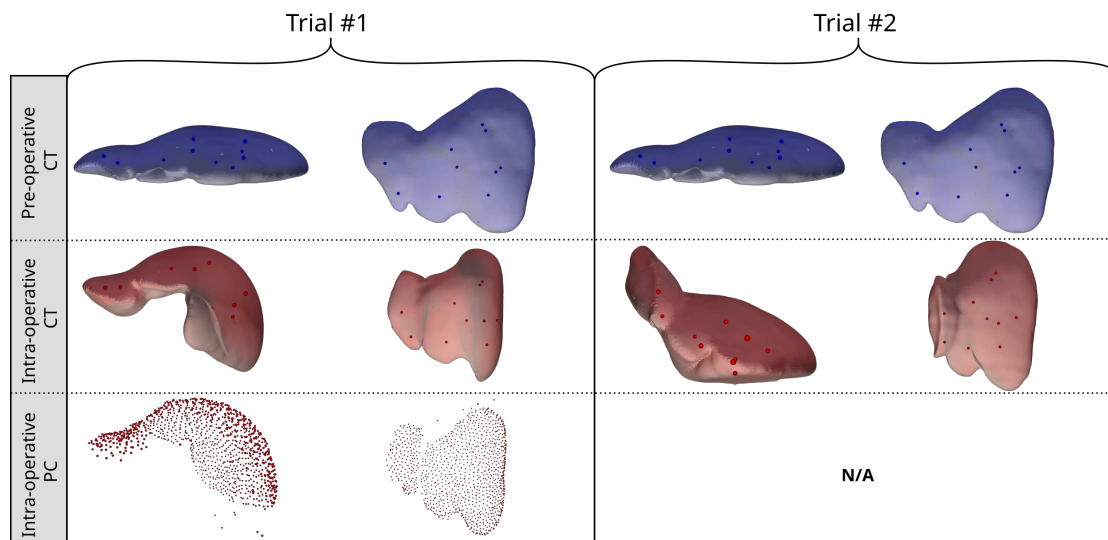 Trial #1
Trial #2
Pre-operative
CT
Intra-operative
CT
Intra-operative
PC
N/A